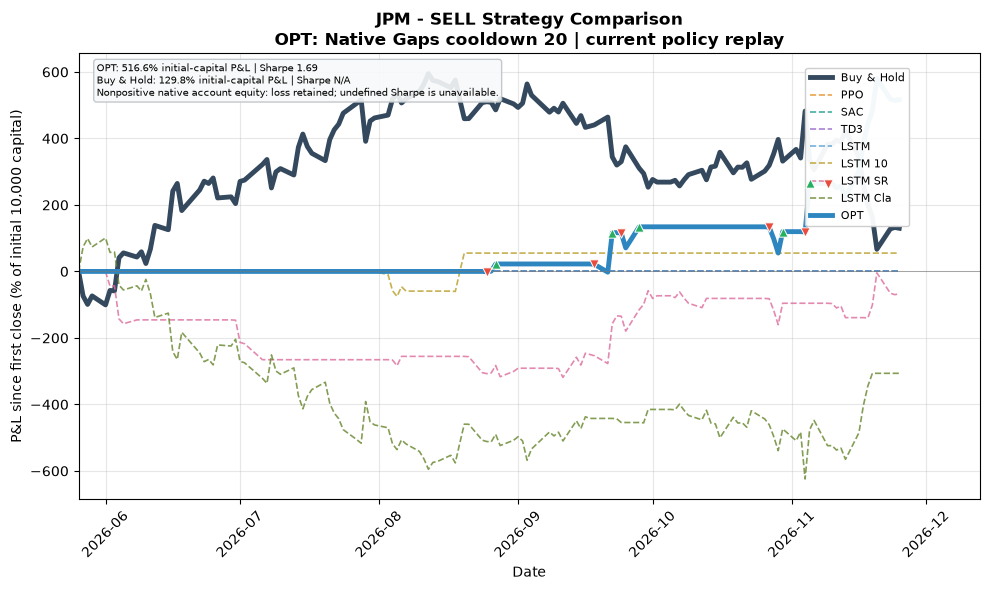 JPM - SELL Strategy Comparison
OPT: Native Gaps cooldown 20 | current policy replay
OPT: 516.6% initial-capital P&L | Sharpe 1.69
Buy & Hold: 129.8% initial-capital P&L | Sharpe N/A
Nonpositive native account equity: loss retained; undefined Sharpe is unavailable.
Buy & Hold
PPO
SAC
TD3
LSTM
LSTM 10
LSTM SR
LSTM Cla
OPT
P&L since first close (% of initial 10,000 capital)
600
400
200
0
−200
−400
−600
2026-06
2026-07
2026-08
2026-09
2026-10
2026-11
2026-12
Date